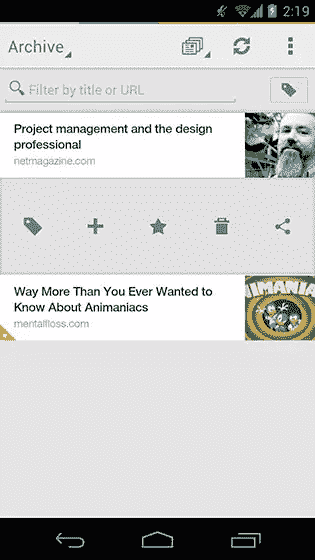 2:19
Archive
Filter by title or URL
Project management and the design
professional
netmagazine.com
Way More Than You Ever Wanted to
Know About Animaniacs
mentalfloss.com
NIMANIA